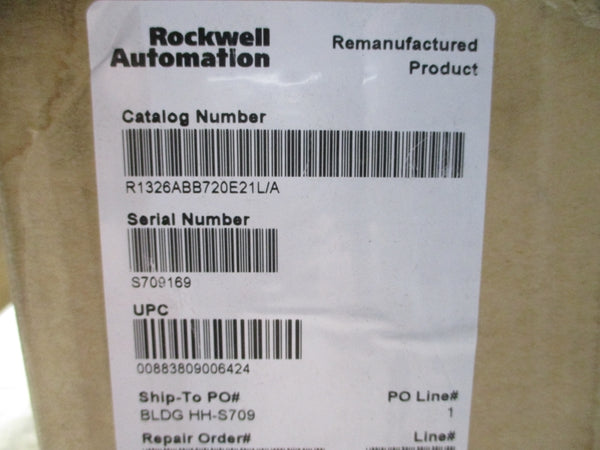 Rockwell
Automation
Remanufactured
Product
Catalog Number
R1326ABB720E21L/A
Serial Number
S709169
UPC
00883809006424
Ship-To PO#
PO Line#
BLDG HH-S709
1
Repair Order#
Line#